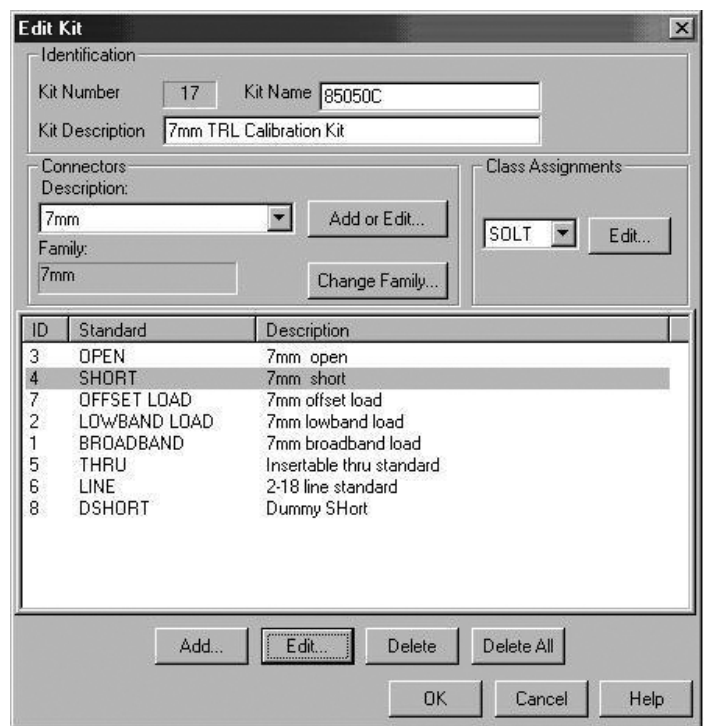 Edit Kit
Identification
Kit Number 17 Kit Name 85050C
Kit Description 7mm TRL Calibration Kit
Connectors
Description:
7mm Add or Edit...
Family:
7mm Change Family...
Class Assignments
SOLT Edit...
ID Standard Description
3 OPEN 7mm open
4 SHORT 7mm short
7 OFFSET LOAD 7mm offset load
2 LOWBAND LOAD 7mm lowband load
1 BROADBAND 7mm broadband load
5 THRU Insertable thru standard
6 LINE 2-18 line standard
8 DSHORT Dummy SHort
Add... Edit... Delete Delete All
OK Cancel Help